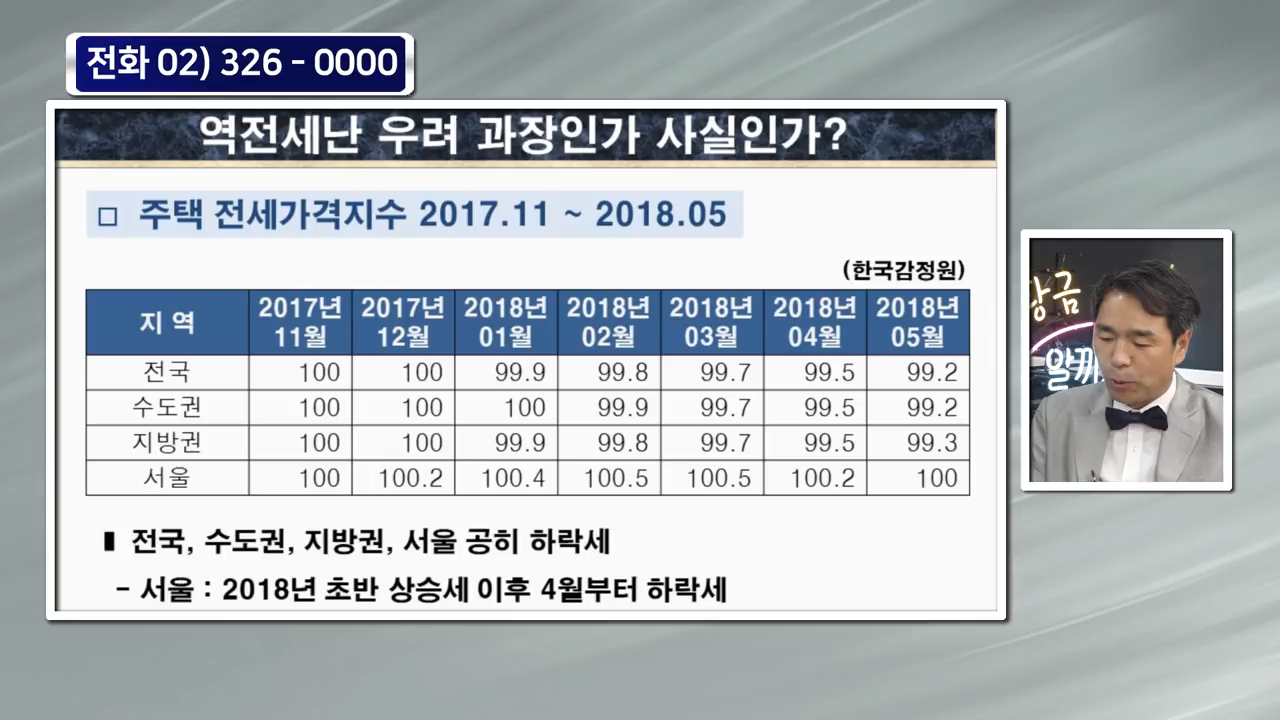 전화 02) 326 - 0000
역전세난 우려 과장인가 사실인가?
□ 주택 전세가격지수 2017.11 ~ 2018.05
(한국감정원)
지 역 2017년 11월 2017년 12월 2018년 01월 2018년 02월 2018년 03월 2018년 04월 2018년 05월
전국 100 100 99.9 99.8 99.7 99.5 99.2
수도권 100 100 100 99.9 99.7 99.5 99.2
지방권 100 100 99.9 99.8 99.7 99.5 99.3
서울 100 100.2 100.4 100.5 100.5 100.2 100
▮ 전국, 수도권, 지방권, 서울 공히 하락세
- 서울 : 2018년 초반 상승세 이후 4월부터 하락세